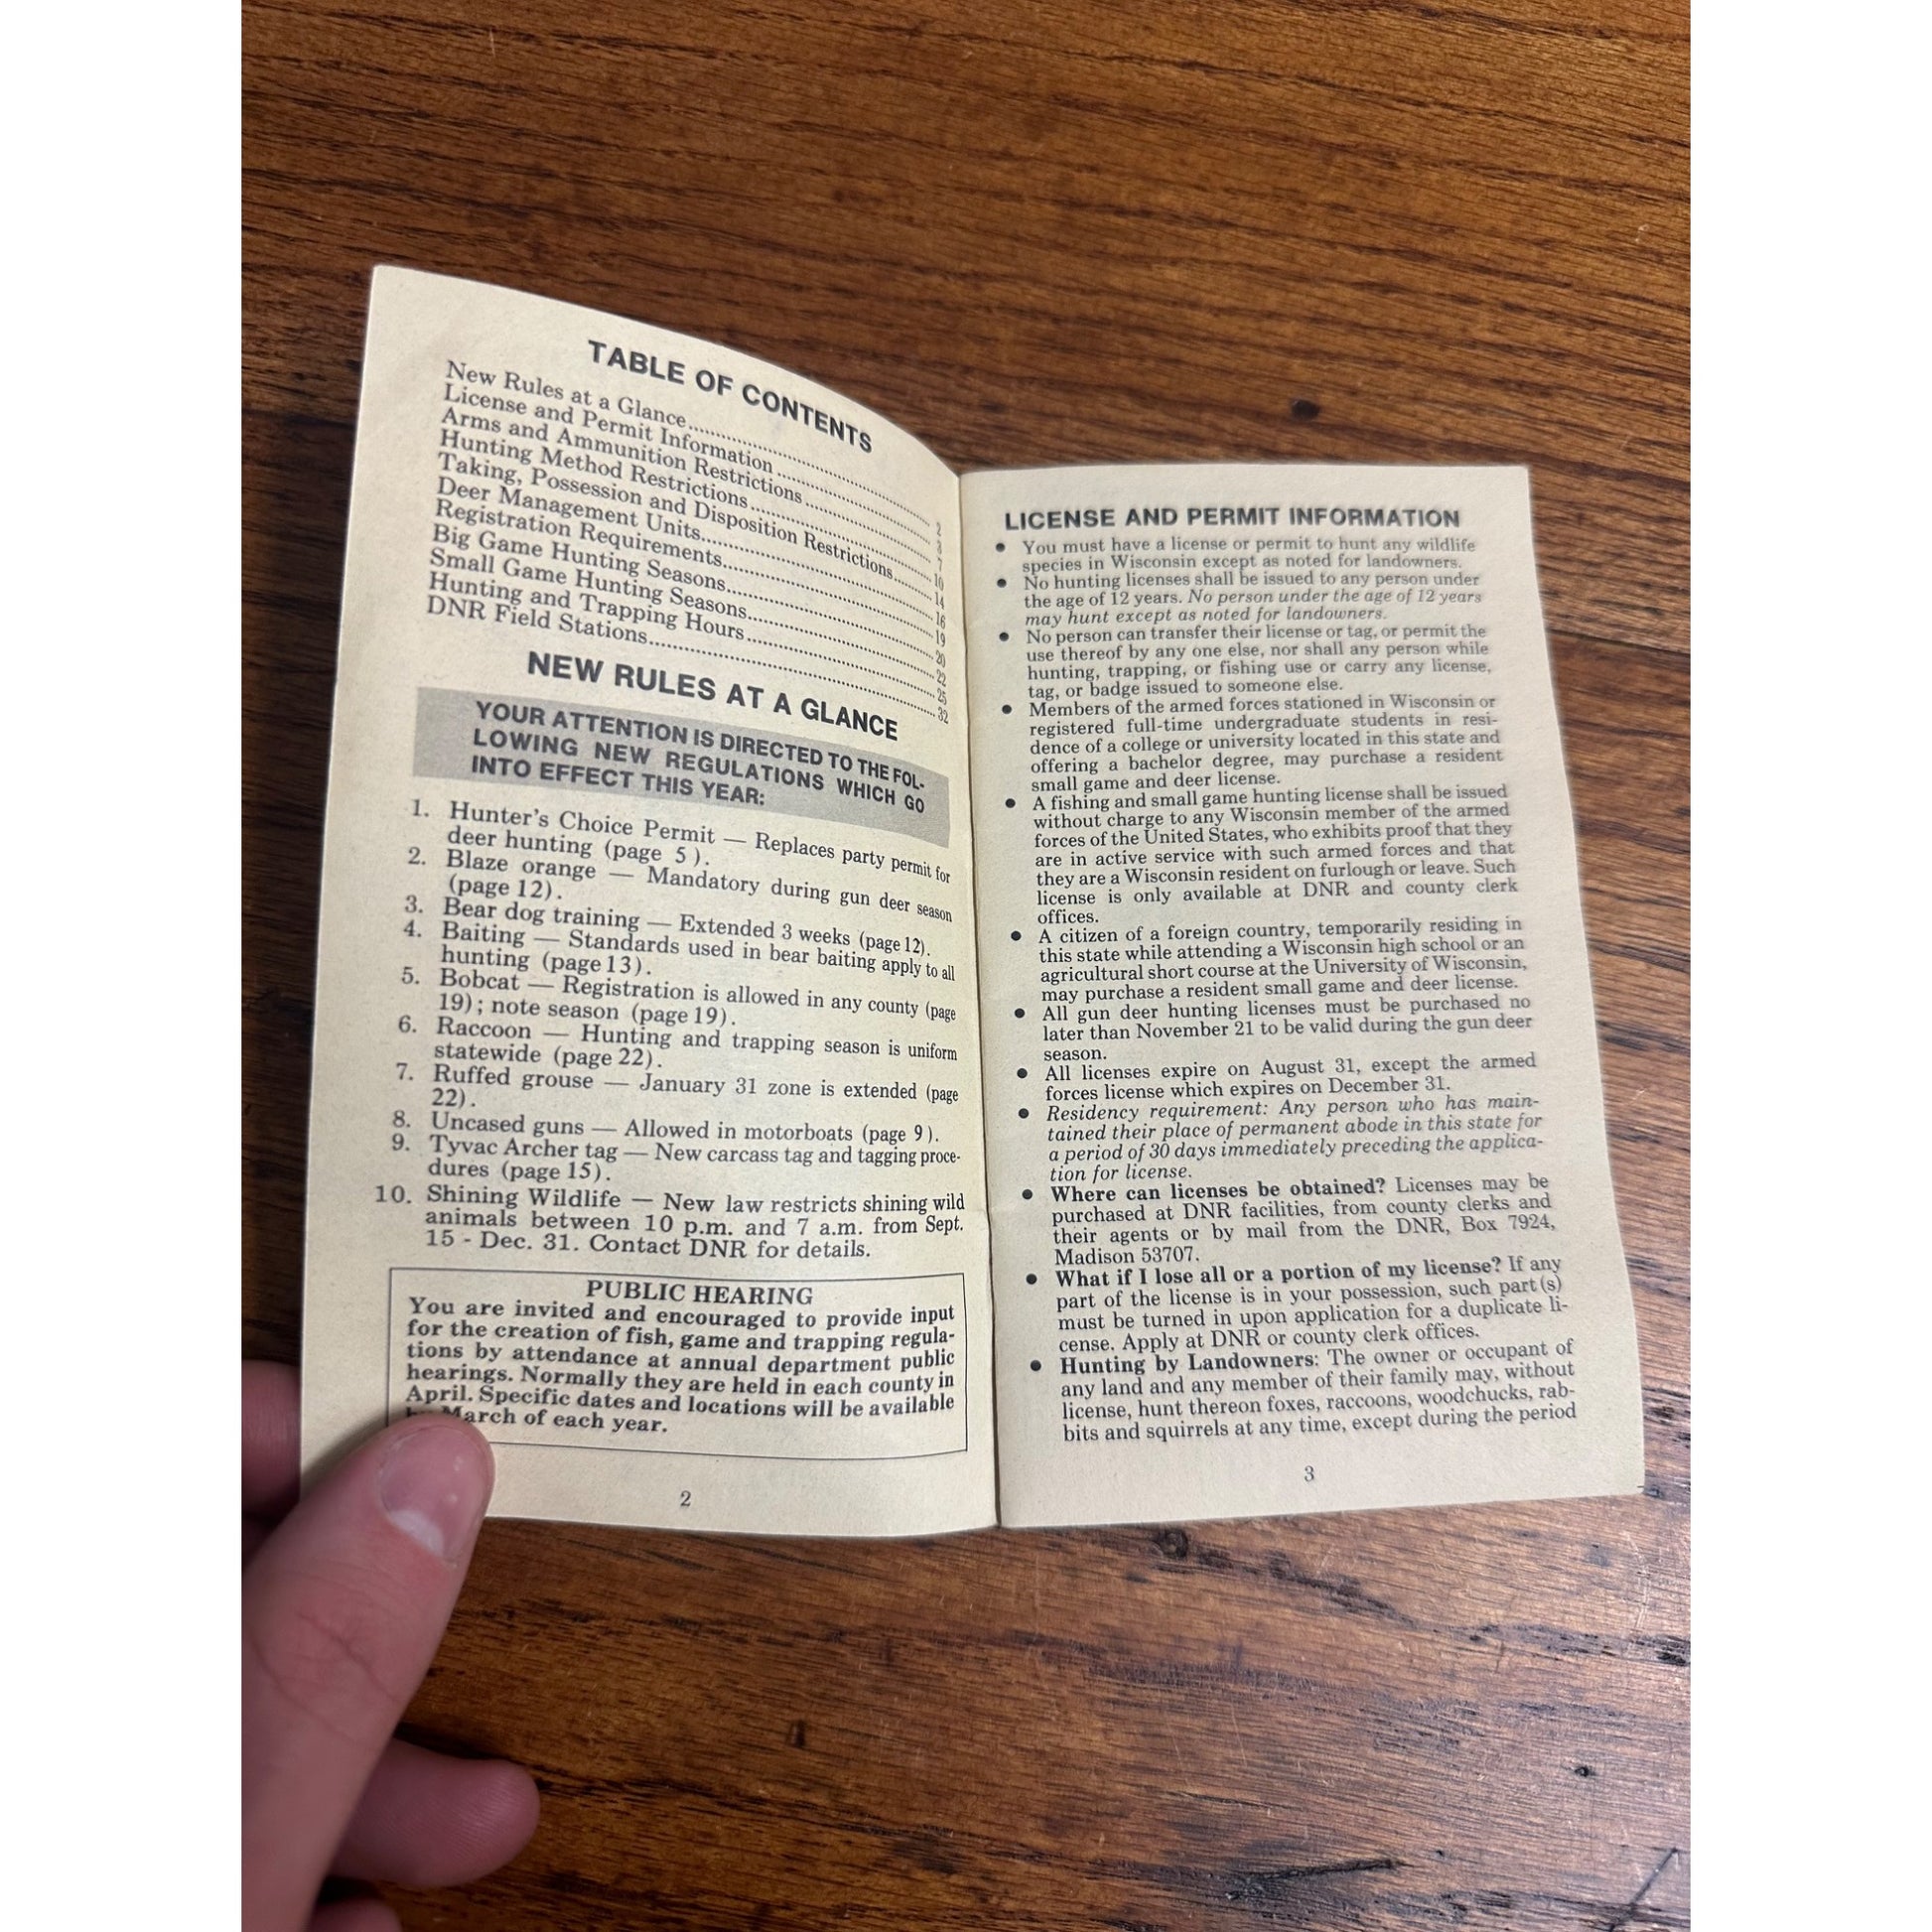 TABLE OF CONTENTS
New Rules at a Glance........................................ 2
License and Permit Information ........................... 3
Arms and Ammunition Restrictions ........................ 7
Hunting Method Restrictions ............................. 10
Taking, Possession and Disposition Restrictions ....... 14
Deer Management Units.................................... 16
Registration Requirements................................. 19
Big Game Hunting Seasons................................ 20
Small Game Hunting Seasons............................. 22
Hunting and Trapping Hours .............................. 25
DNR Field Stations........................................ 32
NEW RULES AT A GLANCE
YOUR ATTENTION IS DIRECTED TO THE FOL-
LOWING NEW REGULATIONS WHICH GO
INTO EFFECT THIS YEAR:
1. Hunter's Choice Permit — Replaces party permit for
deer hunting (page 5 ).
2. Blaze orange — Mandatory during gun deer season
(page 12).
3. Bear dog training — Extended 3 weeks (page 12).
4. Baiting — Standards used in bear baiting apply to all
hunting (page 13).
5. Bobcat — Registration is allowed in any county (page
19); note season (page 19).
6. Raccoon — Hunting and trapping season is uniform
statewide (page 22).
7. Ruffed grouse — January 31 zone is extended (page
22).
8. Uncased guns — Allowed in motorboats (page 9 ).
9. Tyvac Archer tag — New carcass tag and tagging proce-
dures (page 15).
10. Shining Wildlife — New law restricts shining wild
animals between 10 p.m. and 7 a.m. from Sept.
15 - Dec. 31. Contact DNR for details.
PUBLIC HEARING
You are invited and encouraged to provide input
for the creation of fish, game and trapping regula-
tions by attendance at annual department public
hearings. Normally they are held in each county in
April. Specific dates and locations will be available
by March of each year.
2
LICENSE AND PERMIT INFORMATION
● You must have a license or permit to hunt any wildlife
species in Wisconsin except as noted for landowners.
● No hunting licenses shall be issued to any person under
the age of 12 years. No person under the age of 12 years
may hunt except as noted for landowners.
● No person can transfer their license or tag, or permit the
use thereof by any one else, nor shall any person while
hunting, trapping, or fishing use or carry any license,
tag, or badge issued to someone else.
● Members of the armed forces stationed in Wisconsin or
registered full-time undergraduate students in resi-
dence of a college or university located in this state and
offering a bachelor degree, may purchase a resident
small game and deer license.
● A fishing and small game hunting license shall be issued
without charge to any Wisconsin member of the armed
forces of the United States, who exhibits proof that they
are in active service with such armed forces and that
they are a Wisconsin resident on furlough or leave. Such
license is only available at DNR and county clerk
offices.
● A citizen of a foreign country, temporarily residing in
this state while attending a Wisconsin high school or an
agricultural short course at the University of Wisconsin,
may purchase a resident small game and deer license.
● All gun deer hunting licenses must be purchased no
later than November 21 to be valid during the gun deer
season.
● All licenses expire on August 31, except the armed
forces license which expires on December 31.
● Residency requirement: Any person who has main-
tained their place of permanent abode in this state for
a period of 30 days immediately preceding the applica-
tion for license.
● Where can licenses be obtained? Licenses may be
purchased at DNR facilities, from county clerks and
their agents or by mail from the DNR, Box 7924,
Madison 53707.
● What if I lose all or a portion of my license? If any
part of the license is in your possession, such part(s)
must be turned in upon application for a duplicate li-
cense. Apply at DNR or county clerk offices.
● Hunting by Landowners: The owner or occupant of
any land and any member of their family may, without
license, hunt thereon foxes, raccoons, woodchucks, rab-
bits and squirrels at any time, except during the period
3